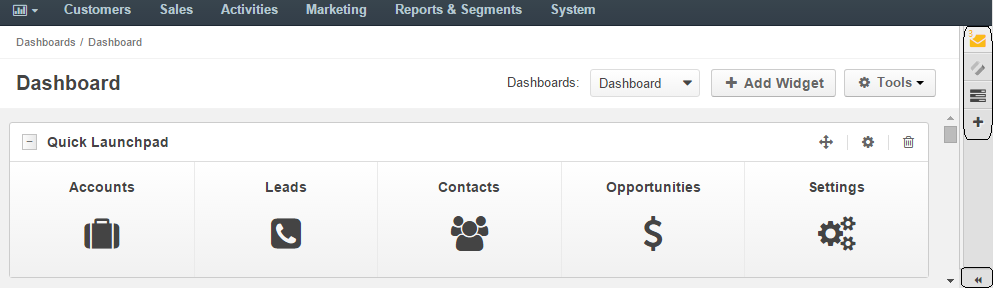 Customers Sales Activities Marketing Reports & Segments System
Dashboards / Dashboard
Dashboard
Dashboards: Dashboard Add Widget Tools
Quick Launchpad
Accounts Leads Contacts Opportunities Settings